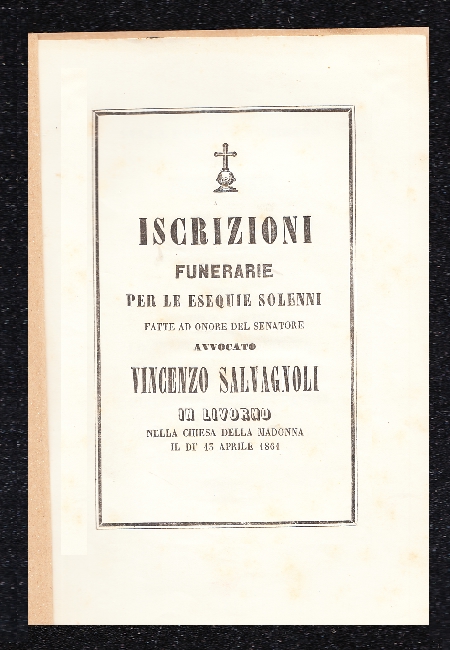 ISCRIZIONI
FUNERARIE
PER LE ESEQUIE SOLENNI
FATTE AD ONORE DEL SENATORE
AVVOCATO
VINCENZO SALVAGNOLI
IN LIVORNO
NELLA CHIESA DELLA MADONNA
IL DI' 13 APRILE 1861